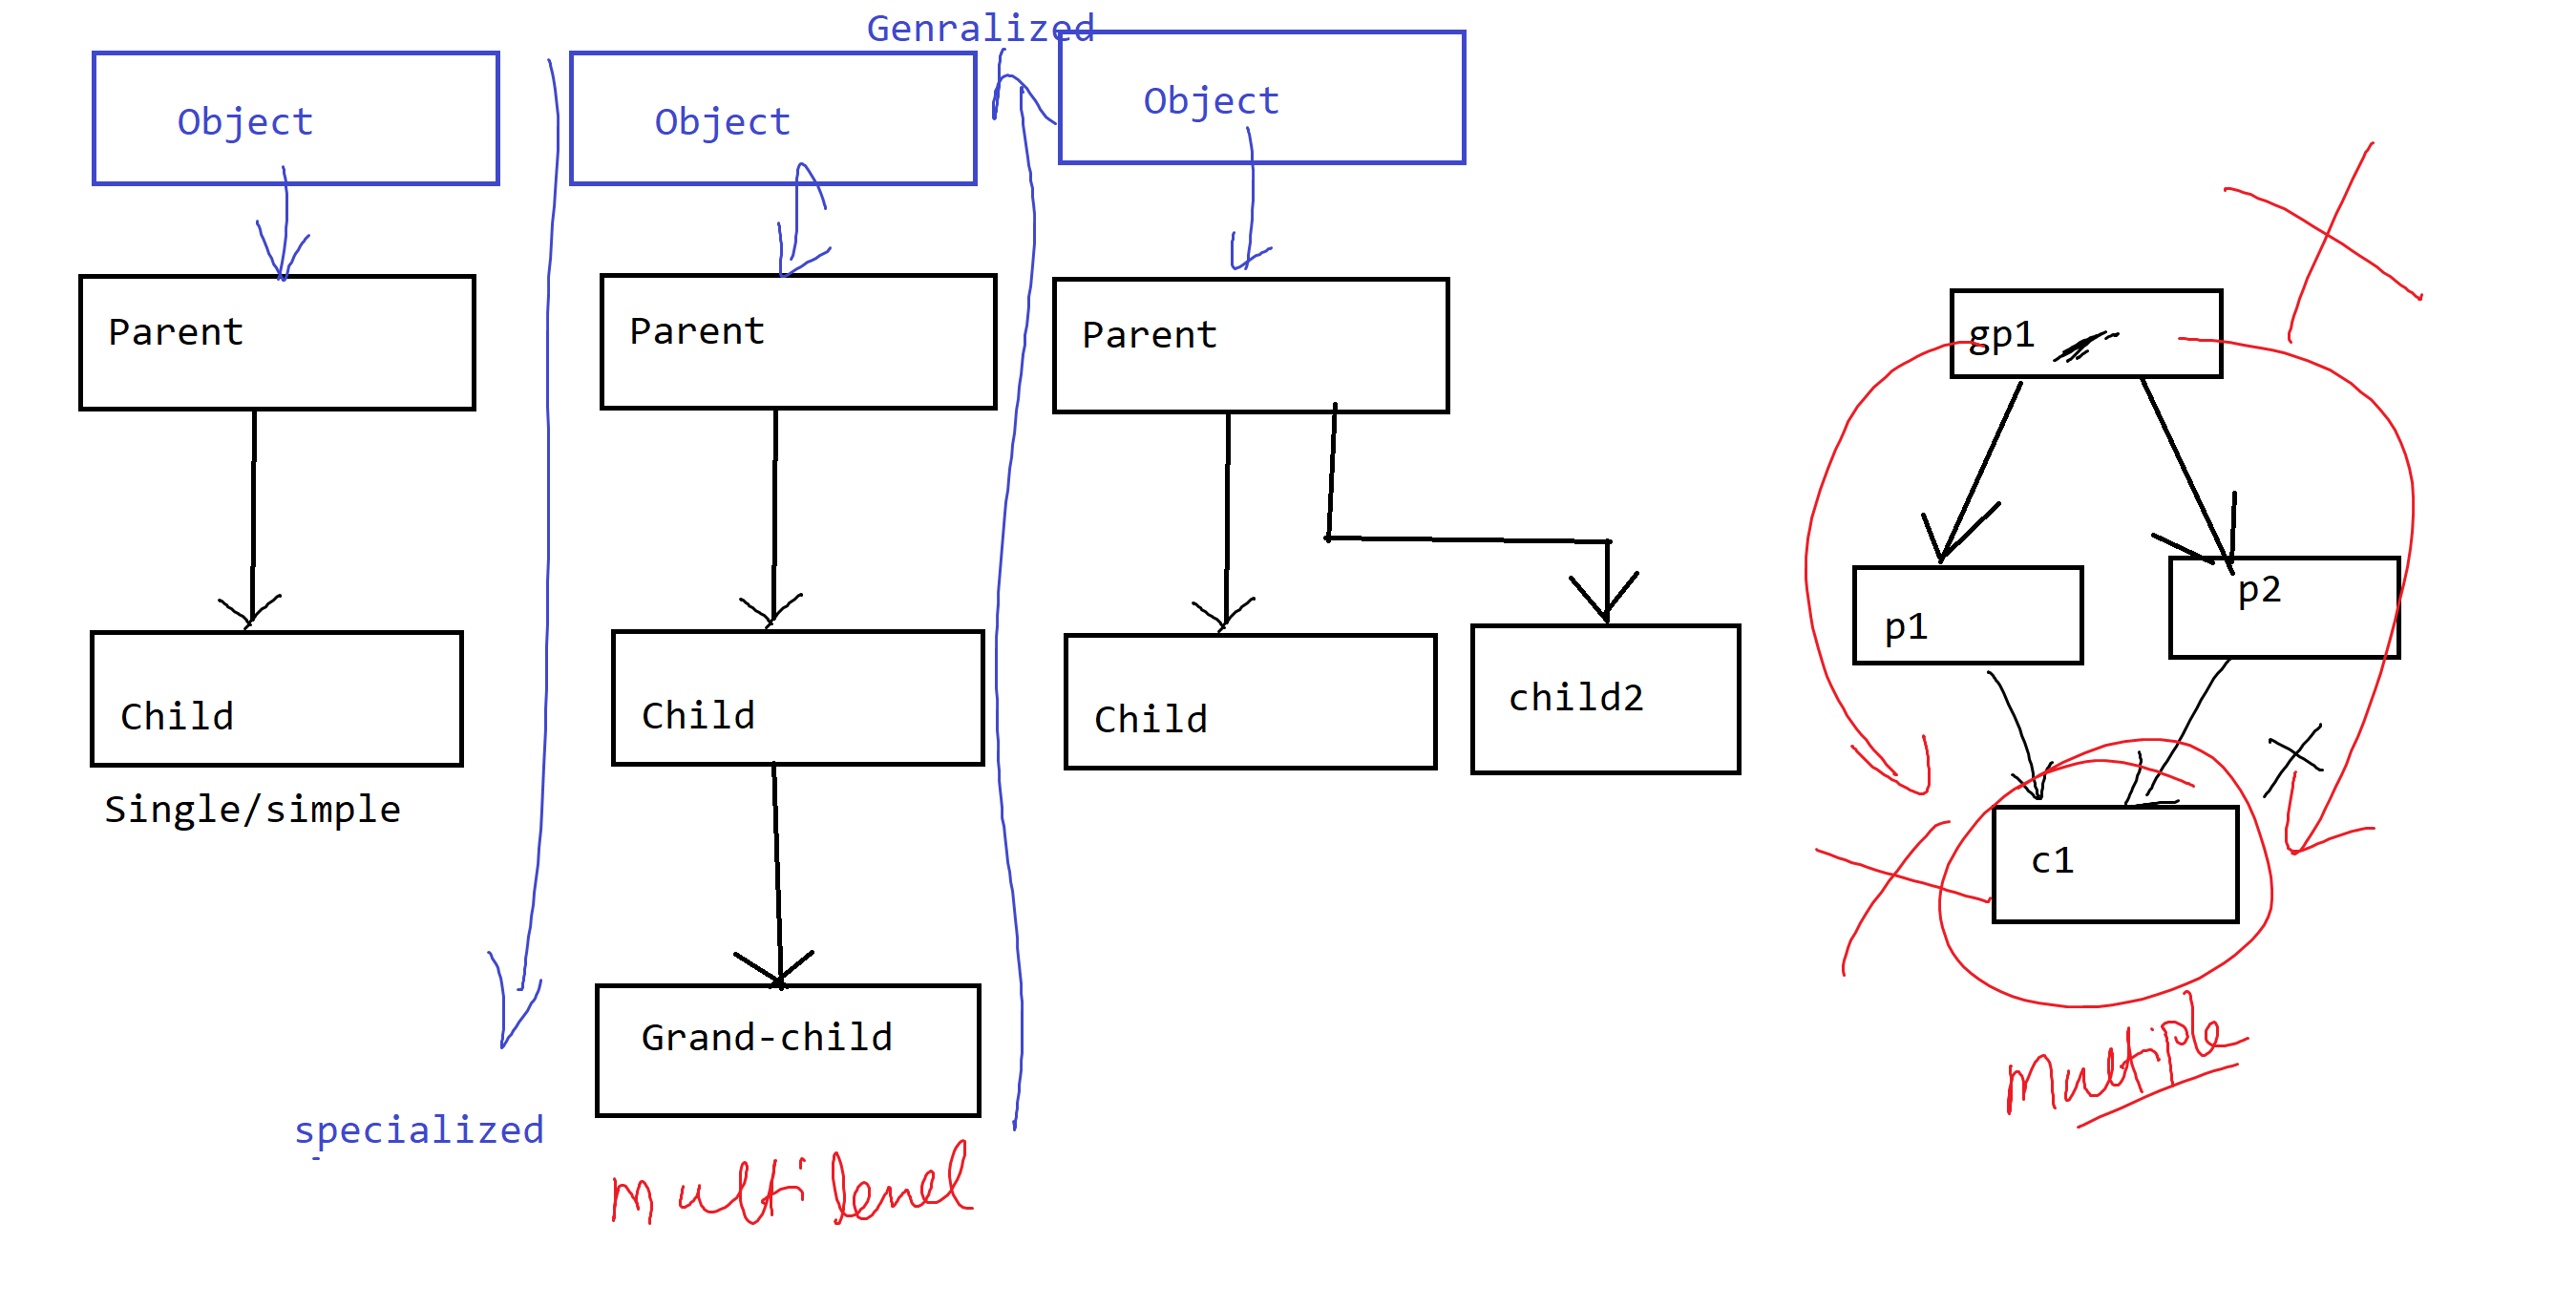 Genralized
Object
Object
Object
Parent
Parent
Parent
gp1
p1
p2
Child
Child
Child
child2
Single/simple
c1
Grand-child
Multiple
specialized
Multi level